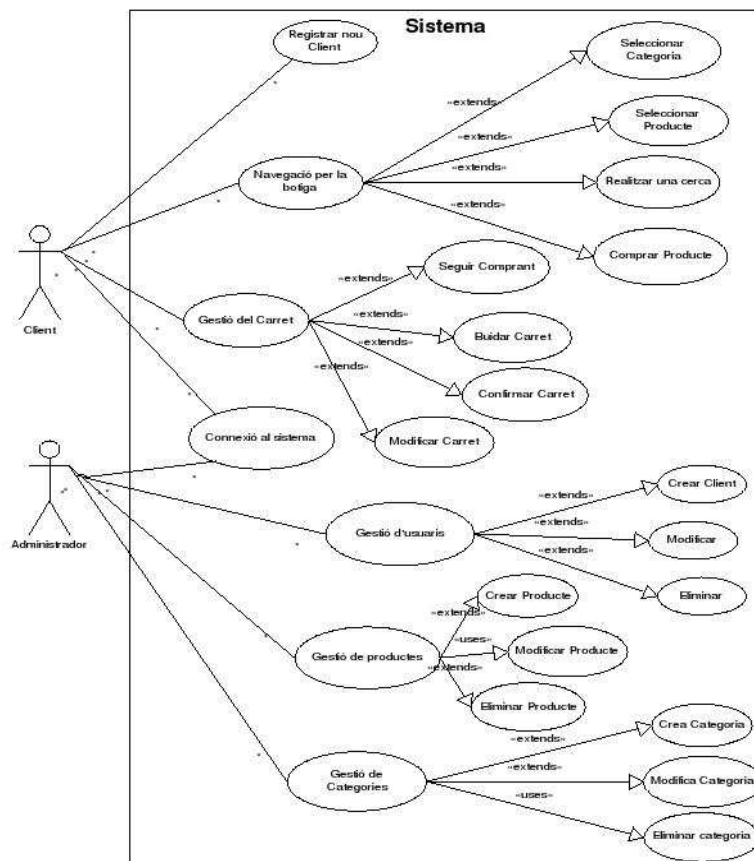 Sistema
Registrar nou
Client
Seleccionar
Categoria
«extends»
Seleccionar
Producte
«extends»
Navegació per la
botiga
«extends»
Realitzar una cerca
«extends»
Comprar Producte
Client
Gestió del Carret
«extends»
Seguir Comprant
«extends»
Buidar Carret
«extends»
Confirmar Carret
«extends»
Modificar Carret
Connexió al sistema
Administrador
Gestió d'usuaris
«extends»
Crear Client
«extends»
Modificar
«extends»
Eliminar
Gestió de productes
«extends»
Crear Producte
«uses»
Modificar Producte
«extends»
Eliminar Producte
Gestió de
Categories
«extends»
Crea Categoria
«extends»
Modifica Categoria
«uses»
Eliminar categoria